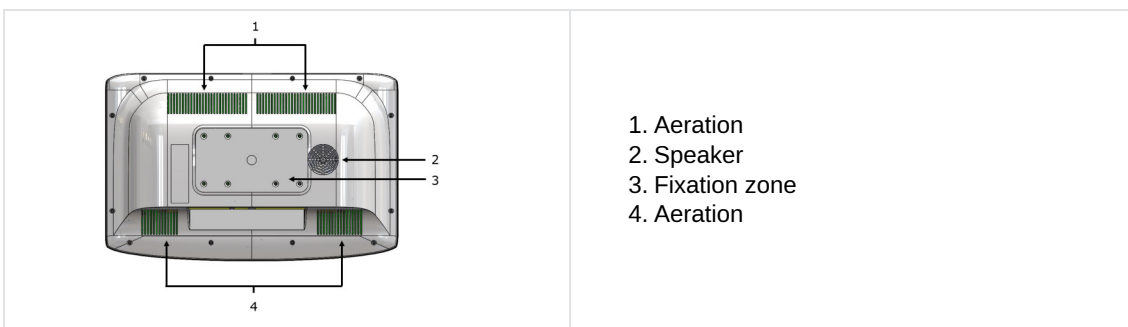 1
2
3
4
1. Aeration
2. Speaker
3. Fixation zone
4. Aeration